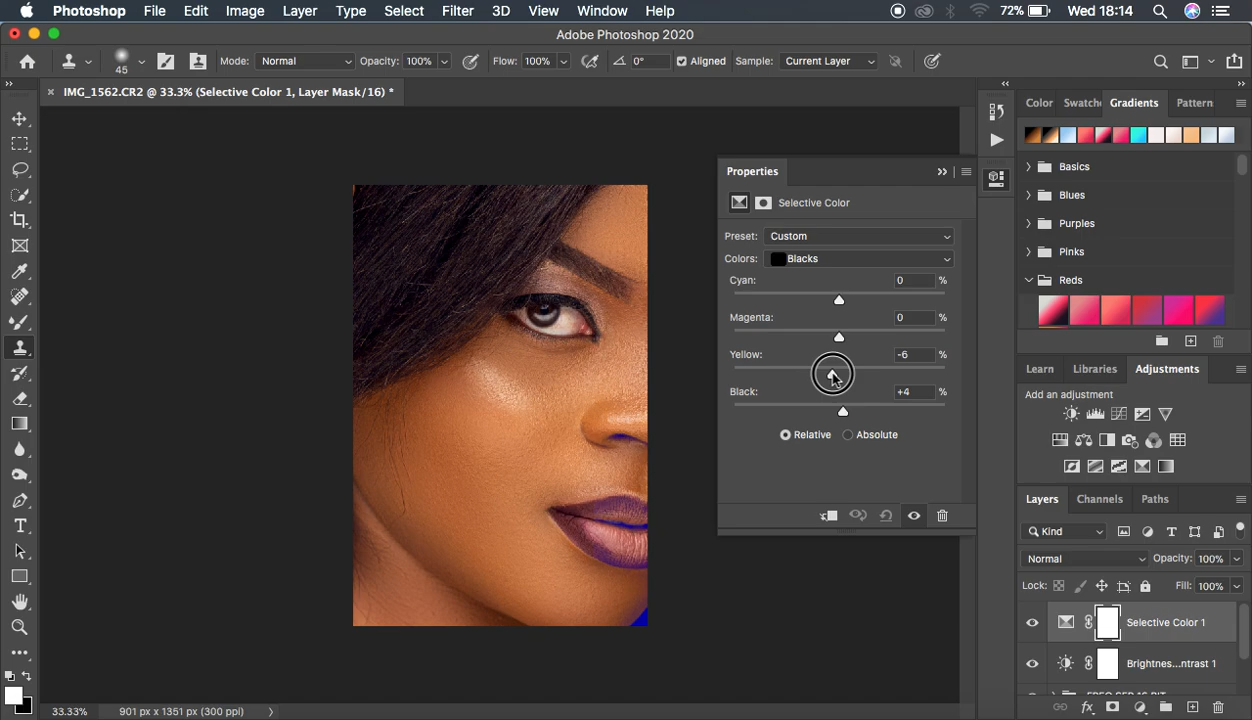 Photoshop File Edit Image Layer Type Select Filter 3D View Window Help 72% Wed 18:14
Adobe Photoshop 2020
45 Mode: Normal Opacity: 100% Flow: 100% 0° Aligned Sample: Current Layer
IMG_1562.CR2 @ 33.3% (Selective Color 1, Layer Mask/16) *
Color Swatche Gradients Pattern
Basics
Blues
Purples
Pinks
Reds
Properties
Selective Color
Preset: Custom
Colors: Blacks
Cyan: 0 %
Magenta: 0 %
Yellow: -6 %
Black: +4 %
Relative Absolute
Learn Libraries Adjustments
Add an adjustment
Layers Channels Paths
Kind
Normal Opacity: 100%
Lock: Fill: 100%
Selective Color 1
Brightnes...ntrast 1
33.33% 901 px x 1351 px (300 ppi)